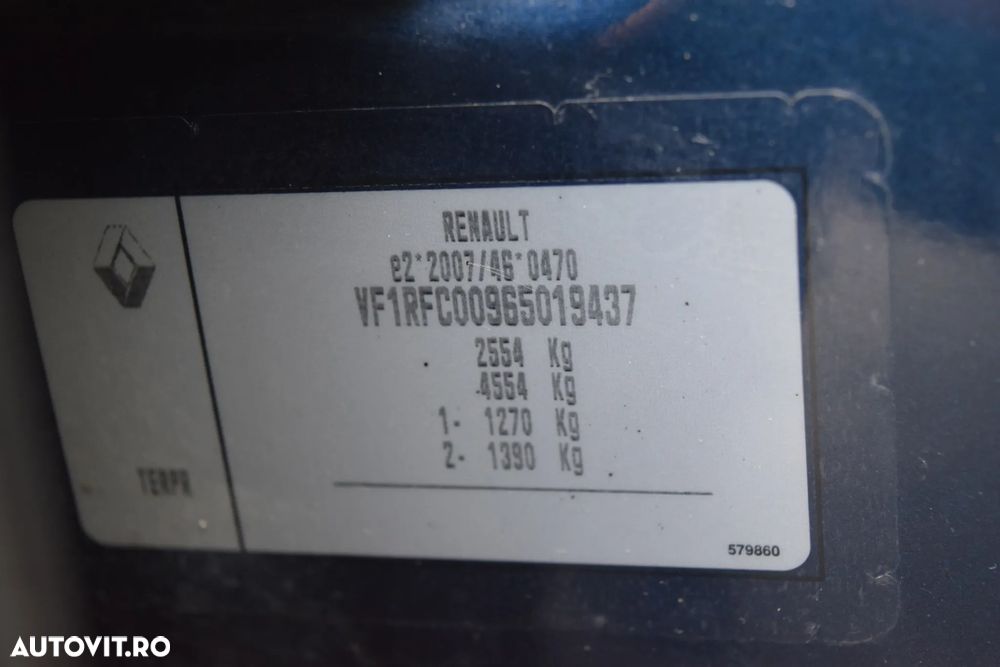 RENAULT
e2*2007/46*0470
VF1RFC00965019437
2554 Kg
4554 Kg
1- 1270 Kg
2- 1390 Kg
TERPR
579860
AUTOVIT.RO